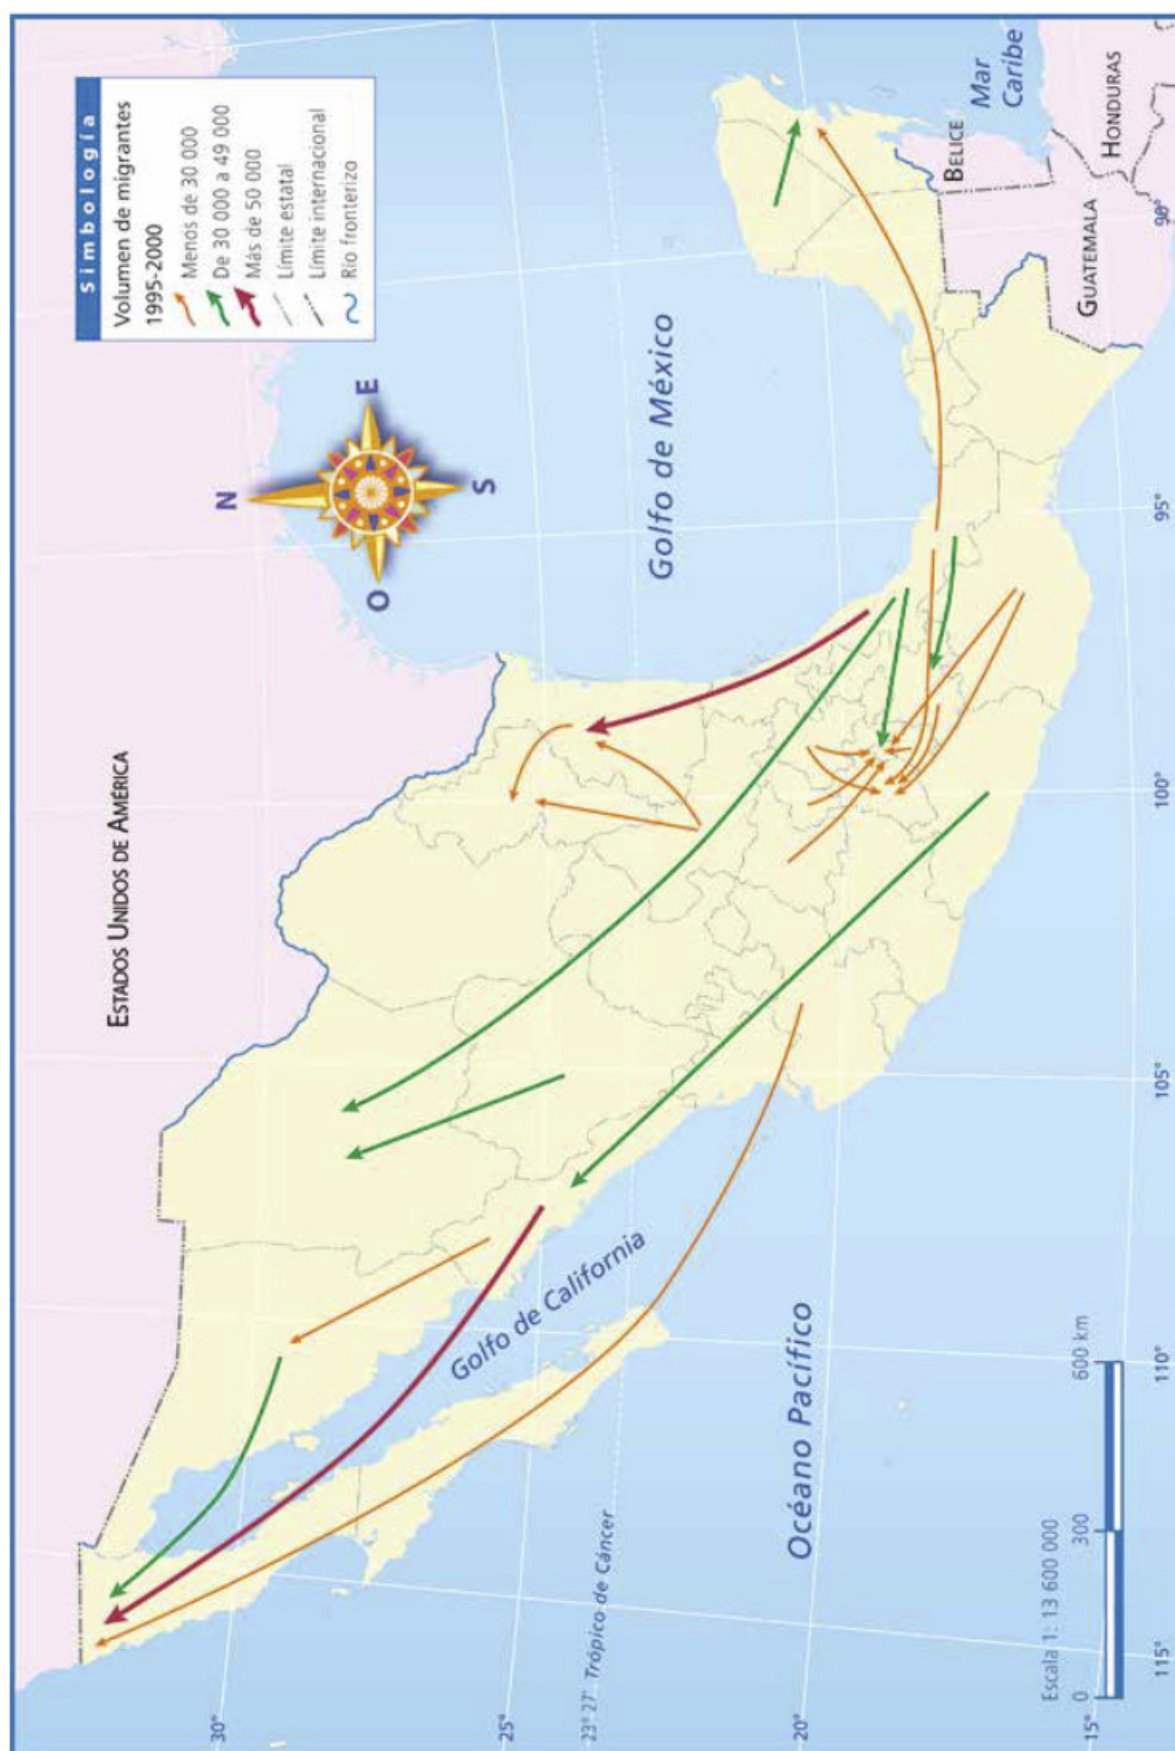 Simbología
Volumen de migrantes
1995-2000
Menos de 30 000
De 30 000 a 49 000
Más de 50 000
Límite estatal
Límite internacional
Río fronterizo
N
O
E
S
ESTADOS UNIDOS DE AMÉRICA
Golfo de México
Mar
Caribe
BELICE
HONDURAS
GUATEMALA
Golfo de California
Océano Pacífico
23° 27' Trópico de Cáncer
Escala 1: 13 600 000
0
300
600 km
30°
25°
20°
15°
115°
110°
105°
100°
95°
90°